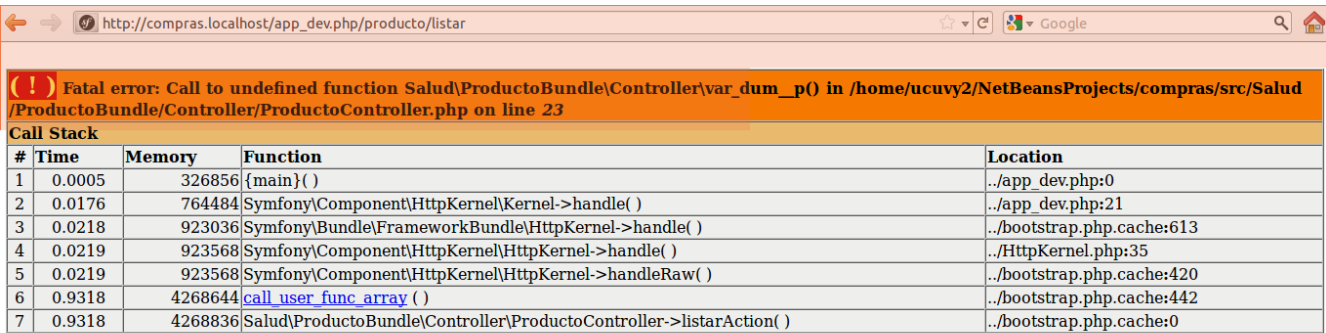 http://compras.localhost/app_dev.php/producto/listar Google
( ! ) Fatal error: Call to undefined function Salud\ProductoBundle\Controller\var_dum__p() in /home/ucuvy2/NetBeansProjects/compras/src/Salud
/ProductoBundle/Controller/ProductoController.php on line 23
Call Stack
# Time Memory Function Location
1 0.0005 326856 {main}( ) ../app_dev.php:0
2 0.0176 764484 Symfony\Component\HttpKernel\Kernel->handle( ) ../app_dev.php:21
3 0.0218 923036 Symfony\Bundle\FrameworkBundle\HttpKernel->handle( ) ../bootstrap.php.cache:613
4 0.0219 923568 Symfony\Component\HttpKernel\HttpKernel->handle( ) ../HttpKernel.php:35
5 0.0219 923568 Symfony\Component\HttpKernel\HttpKernel->handleRaw( ) ../bootstrap.php.cache:420
6 0.9318 4268644 call_user_func_array ( ) ../bootstrap.php.cache:442
7 0.9318 4268836 Salud\ProductoBundle\Controller\ProductoController->listarAction( ) ../bootstrap.php.cache:0